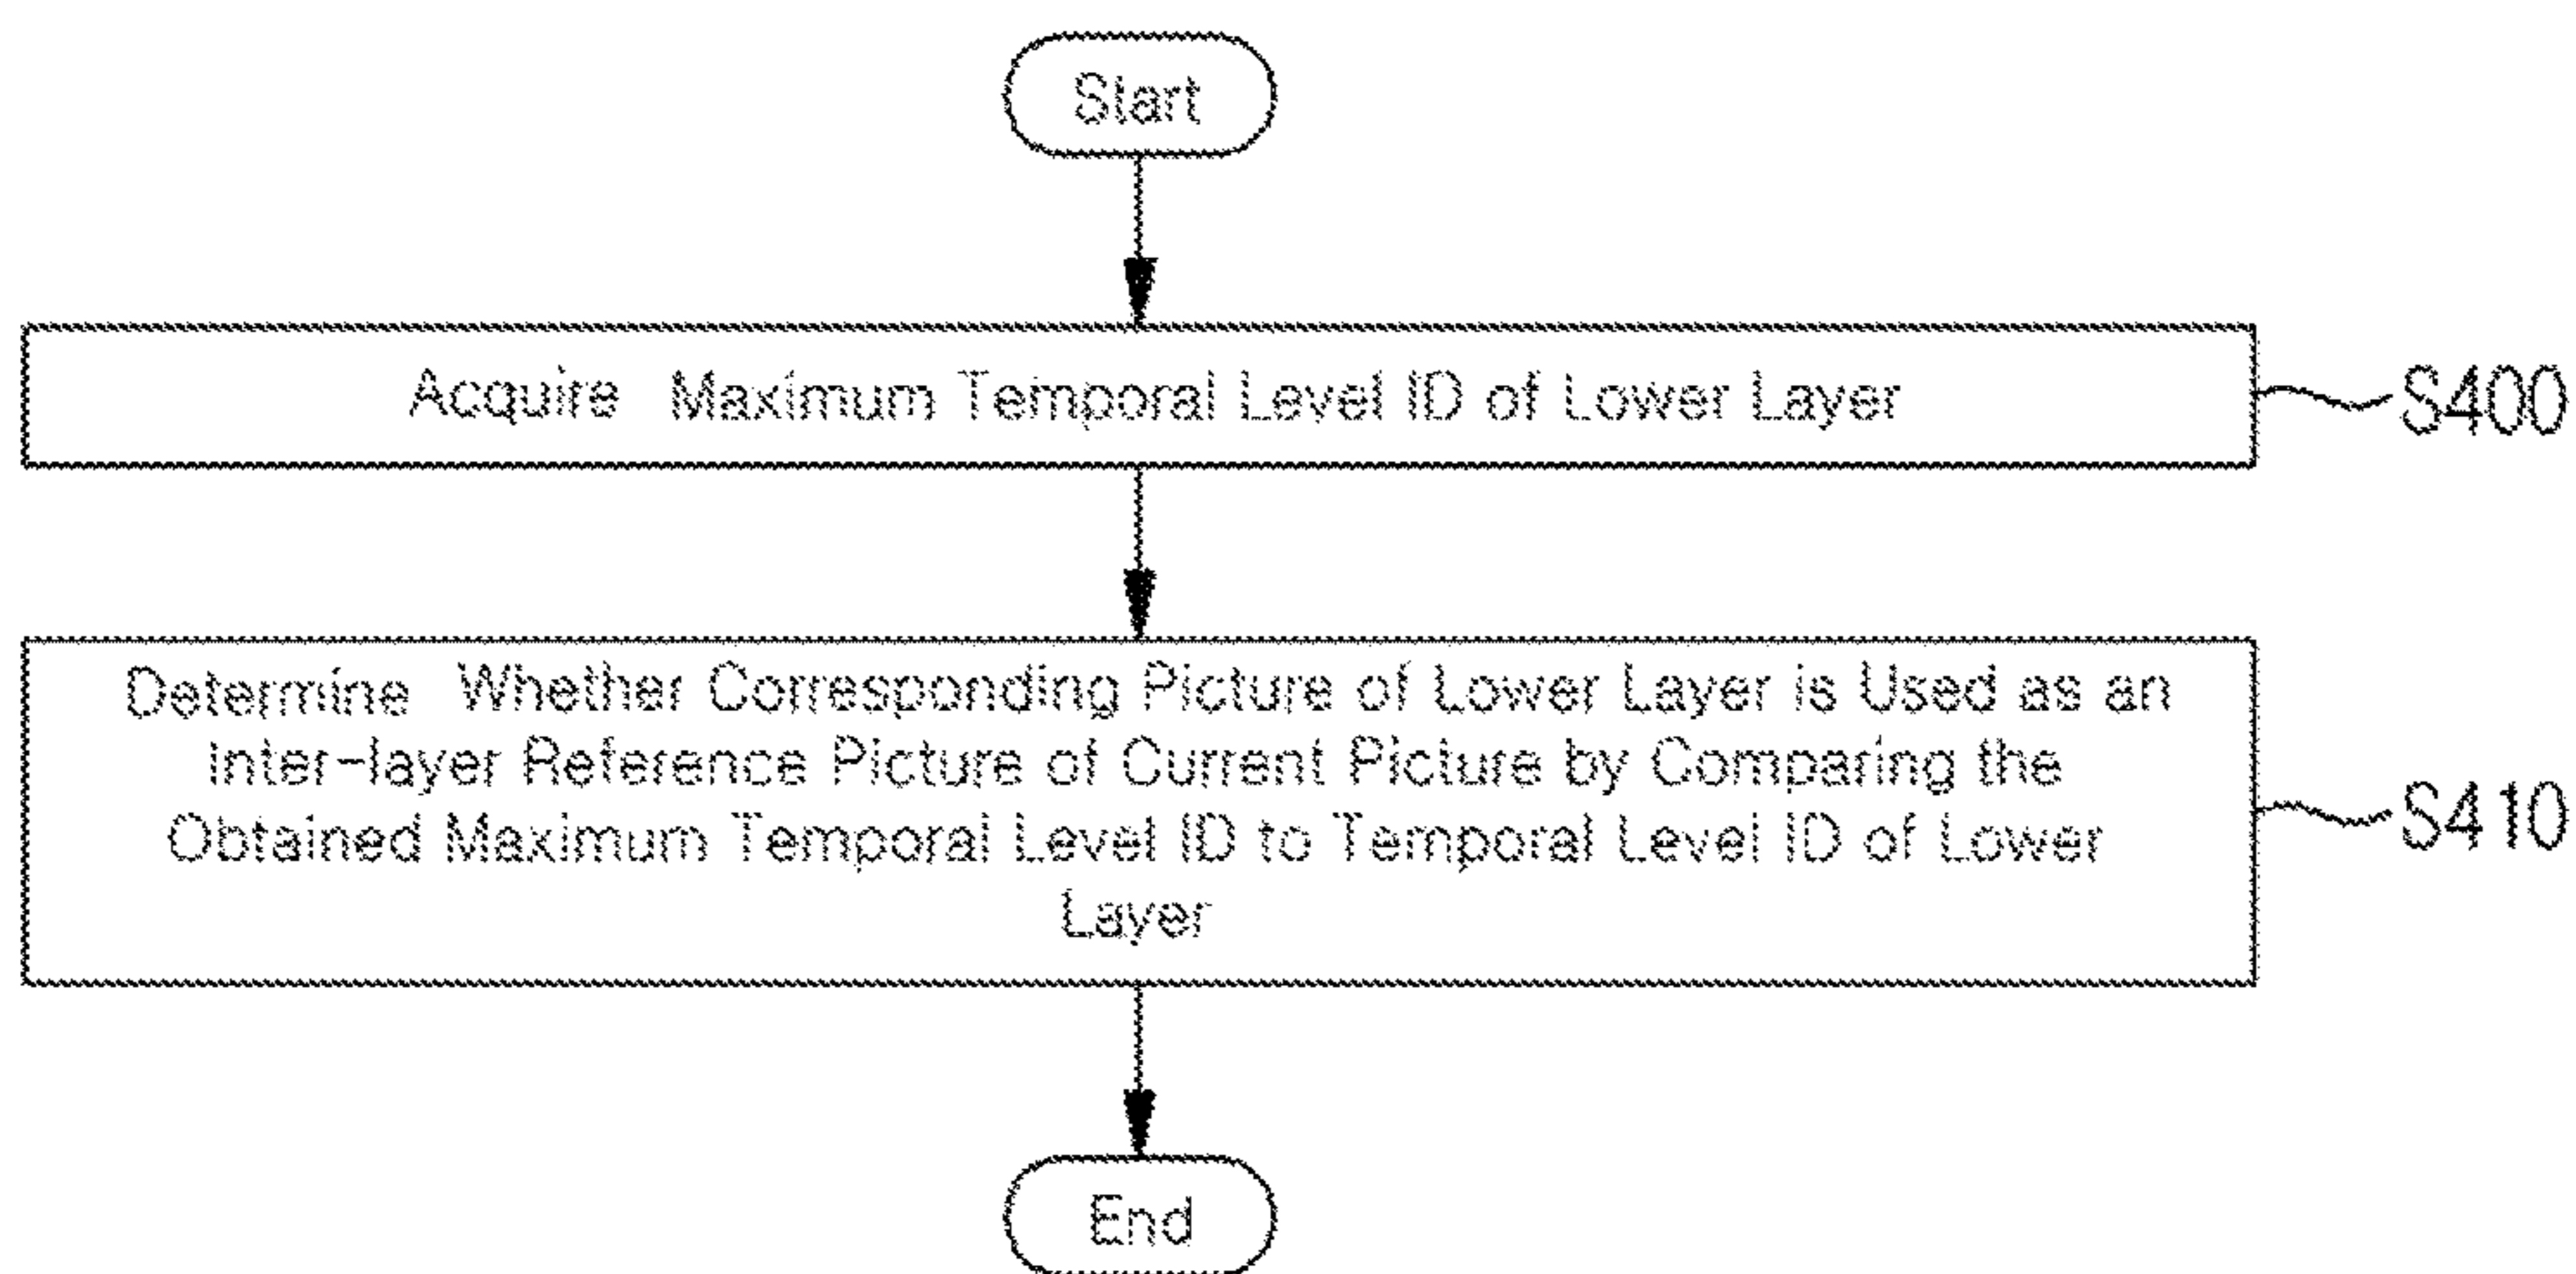 Start
Acquire Maximum Temporal Level ID of Lower Layer
S400
Determine Whether Corresponding Picture of Lower Layer is Used as an
Inter-layer Reference Picture of Current Picture by Comparing the
Obtained Maximum Temporal Level ID to Temporal Level ID of Lower
Layer
S410
End